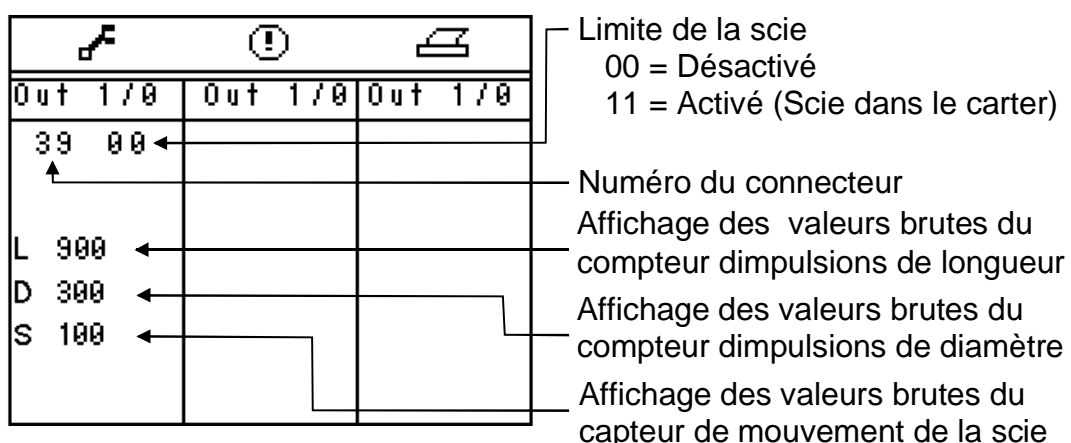 Out 1/0 Out 1/0 Out 1/0
39 00
L 900
D 300
S 100
Limite de la scie
00 = Désactivé
11 = Activé (Scie dans le carter)
Numéro du connecteur
Affichage des valeurs brutes du
compteur dimpulsions de longueur
Affichage des valeurs brutes du
compteur dimpulsions de diamètre
Affichage des valeurs brutes du
capteur de mouvement de la scie